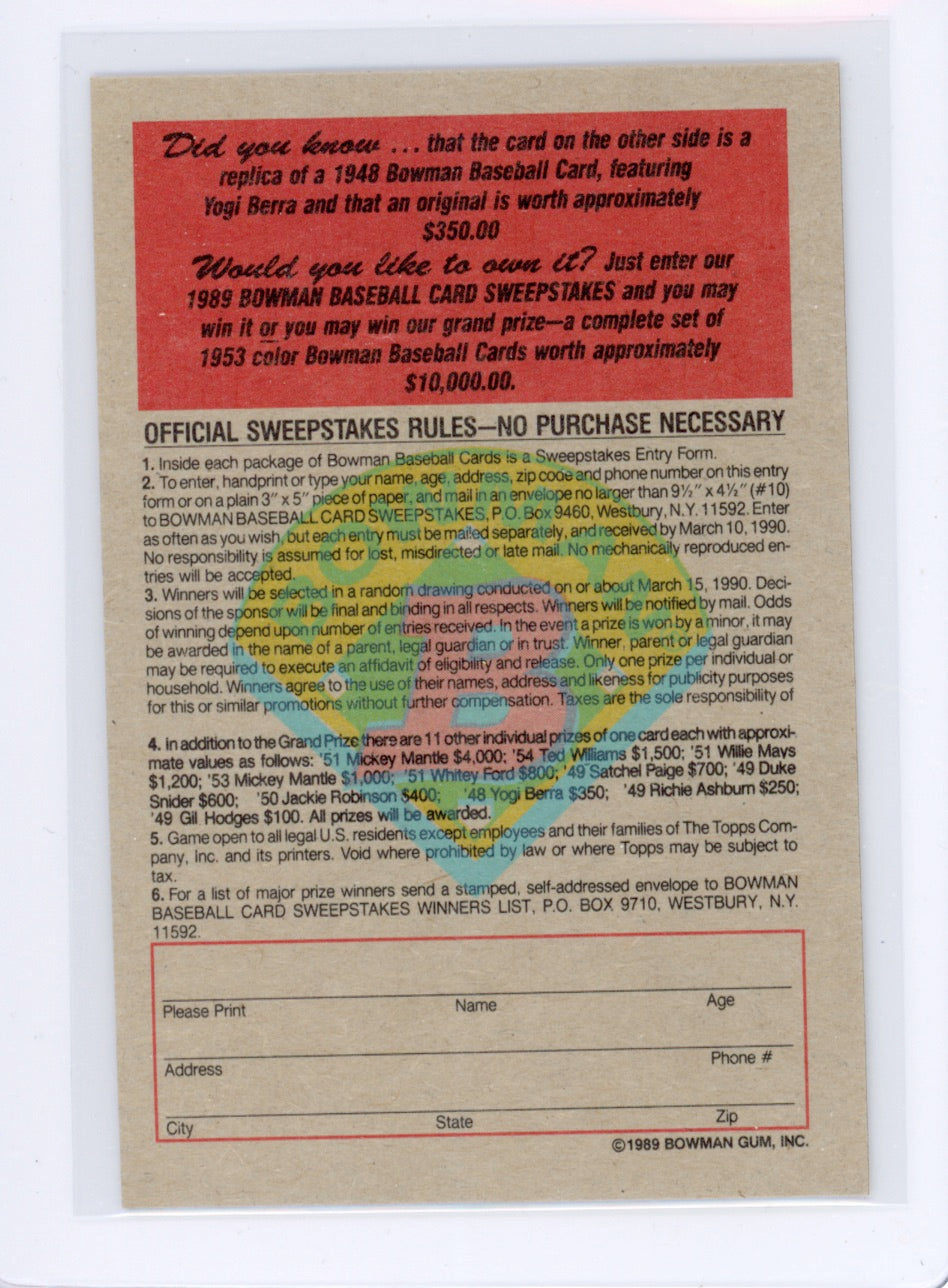 Did you know ... that the card on the other side is a
replica of a 1948 Bowman Baseball Card, featuring
Yogi Berra and that an original is worth approximately
$350.00
Would you like to own it? Just enter our
1989 BOWMAN BASEBALL CARD SWEEPSTAKES and you may
win it or you may win our grand prize—a complete set of
1953 color Bowman Baseball Cards worth approximately
$10,000.00.
OFFICIAL SWEEPSTAKES RULES—NO PURCHASE NECESSARY
1. Inside each package of Bowman Baseball Cards is a Sweepstakes Entry Form.
2. To enter, handprint or type your name, age, address, zip code and phone number on this entry
form or on a plain 3″ x 5″ piece of paper, and mail in an envelope no larger than 9½″ x 4½″ (#10)
to BOWMAN BASEBALL CARD SWEEPSTAKES, P.O. Box 9460, Westbury, N.Y. 11592. Enter
as often as you wish, but each entry must be mailed separately, and received by March 10, 1990.
No responsibility is assumed for lost, misdirected or late mail. No mechanically reproduced en-
tries will be accepted.
3. Winners will be selected in a random drawing conducted on or about March 15, 1990. Deci-
sions of the sponsor will be final and binding in all respects. Winners will be notified by mail. Odds
of winning depend upon number of entries received. In the event a prize is won by a minor, it may
be awarded in the name of a parent, legal guardian or in trust. Winner, parent or legal guardian
may be required to execute an affidavit of eligibility and release. Only one prize per individual or
household. Winners agree to the use of their names, address and likeness for publicity purposes
for this or similar promotions without further compensation. Taxes are the sole responsibility of
4. In addition to the Grand Prize there are 11 other individual prizes of one card each with approxi-
mate values as follows: '51 Mickey Mantle $4,000; '54 Ted Williams $1,500; '51 Willie Mays
$1,200; '53 Mickey Mantle $1,000; '51 Whitey Ford $800; '49 Satchel Paige $700; '49 Duke
Snider $600; '50 Jackie Robinson $400; '48 Yogi Berra $350; '49 Richie Ashburn $250;
'49 Gil Hodges $100. All prizes will be awarded.
5. Game open to all legal U.S. residents except employees and their families of The Topps Com-
pany, Inc. and its printers. Void where prohibited by law or where Topps may be subject to
tax.
6. For a list of major prize winners send a stamped, self-addressed envelope to BOWMAN
BASEBALL CARD SWEEPSTAKES WINNERS LIST, P.O. BOX 9710, WESTBURY, N.Y.
11592.
Please Print Name Age
Address Phone #
City State Zip
©1989 BOWMAN GUM, INC.